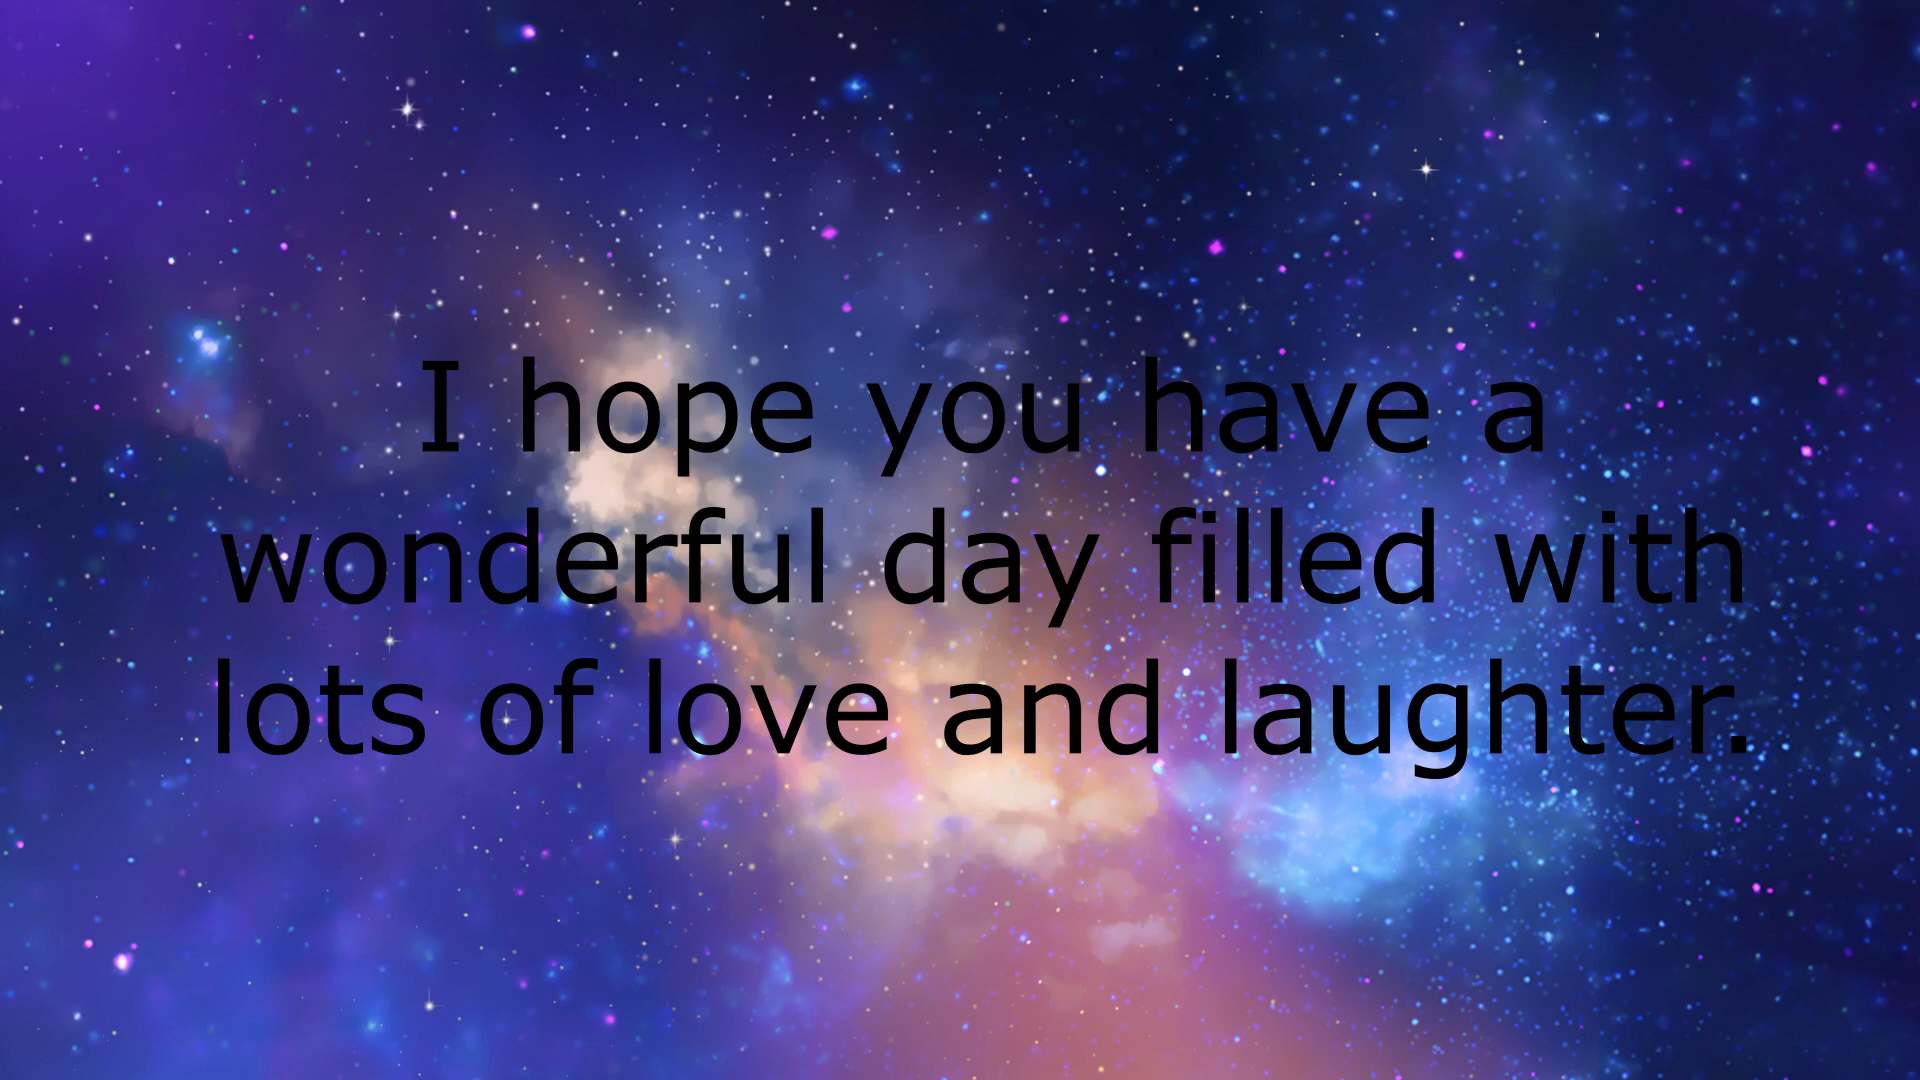 I hope you have a
wonderful day filled with
lots of love and laughter.